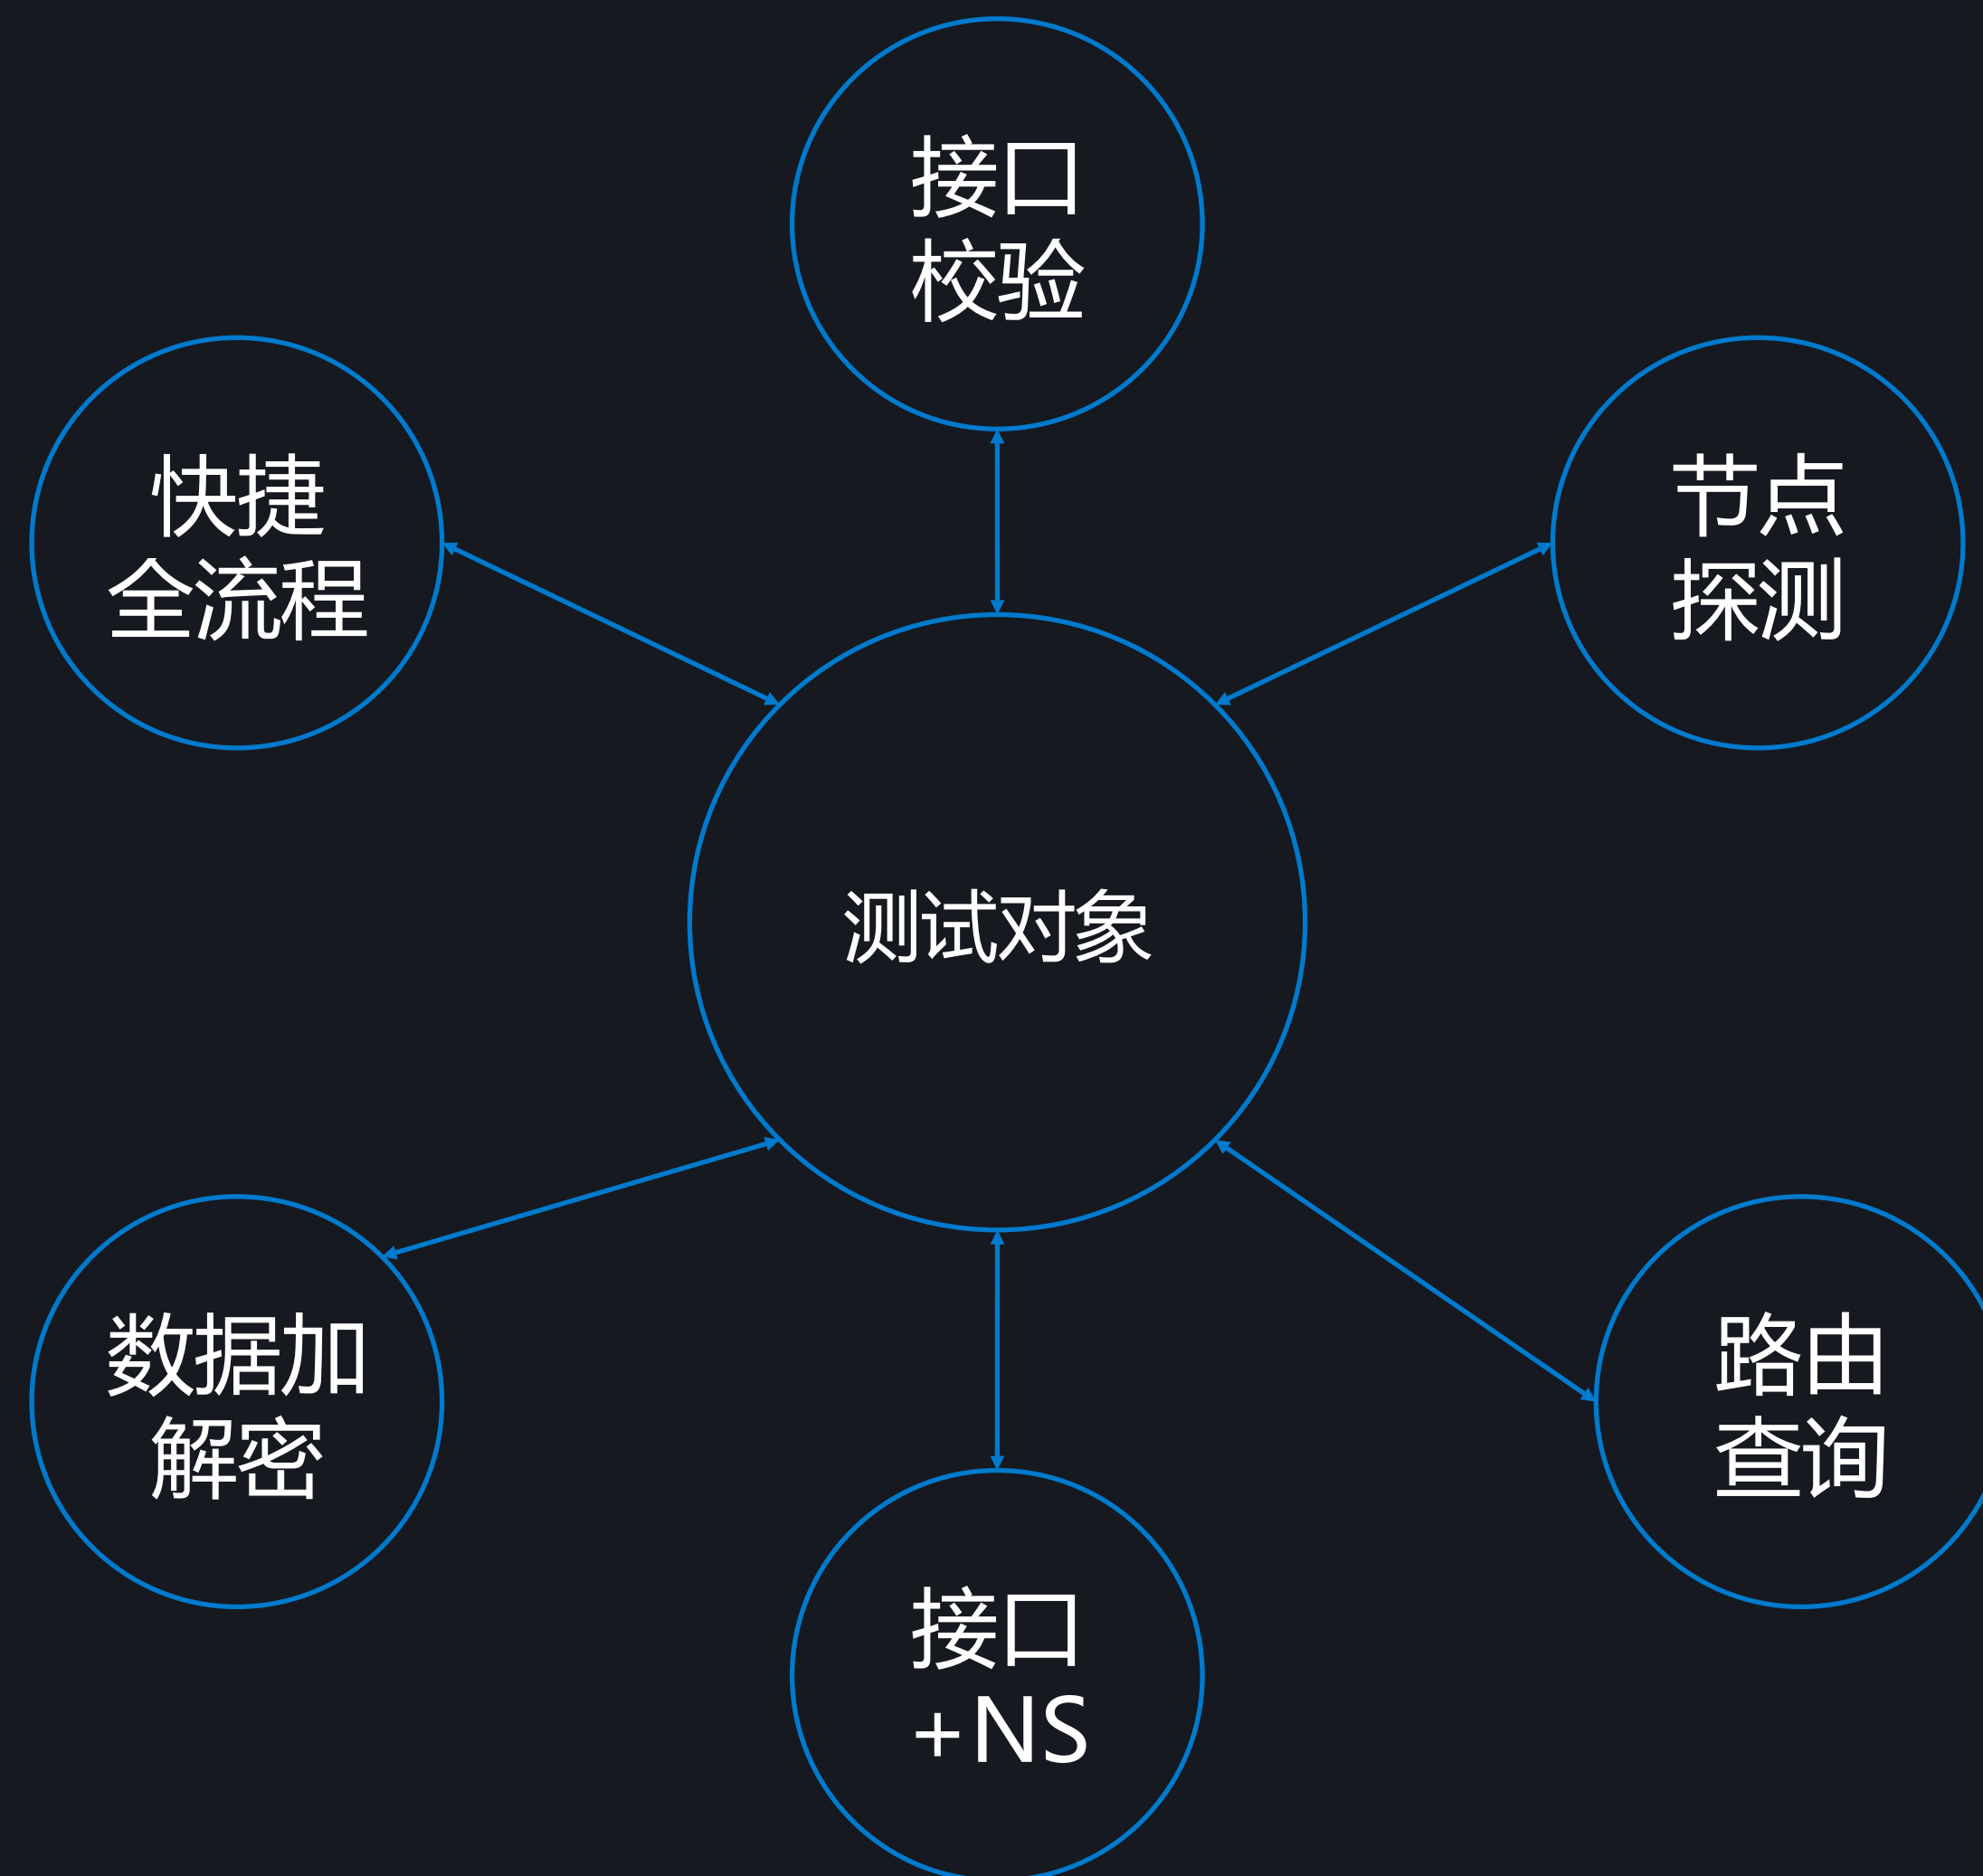 接口
校验
快捷
全流程
节点
探测
测试对象
数据加
解密
路由
查询
接口
+NS